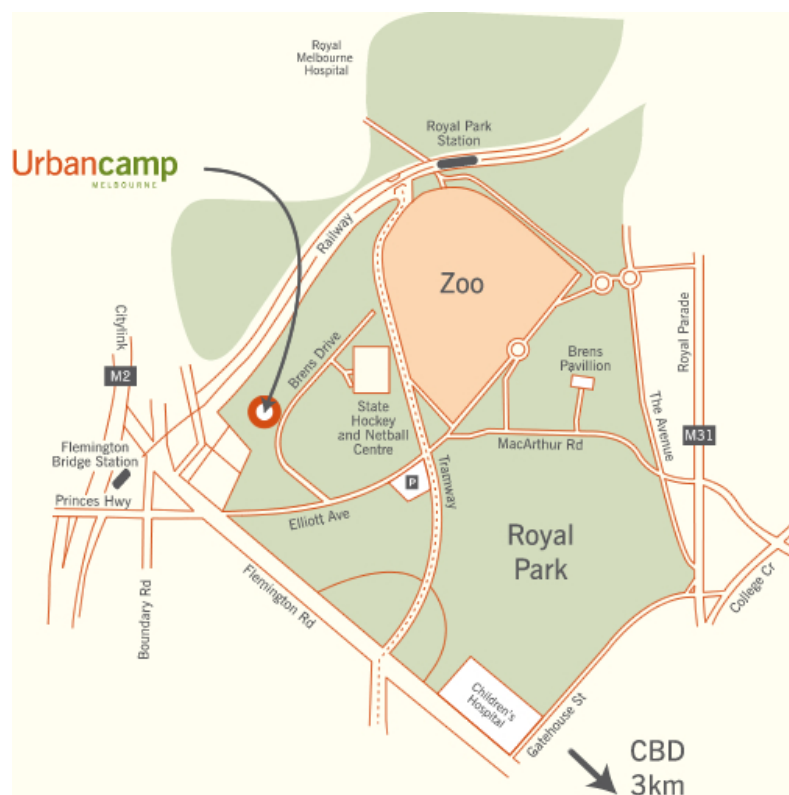 Royal
Melbourne
Hospital
Royal Park
Station
Urbancamp
MELBOURNE
Railway
Zoo
Citylink
M2
Brens Drive
Royal Parade
Brens
Pavillion
The Avenue
State
Hockey
and Netball
Centre
M31
MacArthur Rd
Flemington
Bridge Station
Tramway
P
Princes Hwy
Elliott Ave
Royal
Park
Flemington Rd
Boundary Rd
College Cr
Children's
Hospital
Gatehouse St
CBD
3km